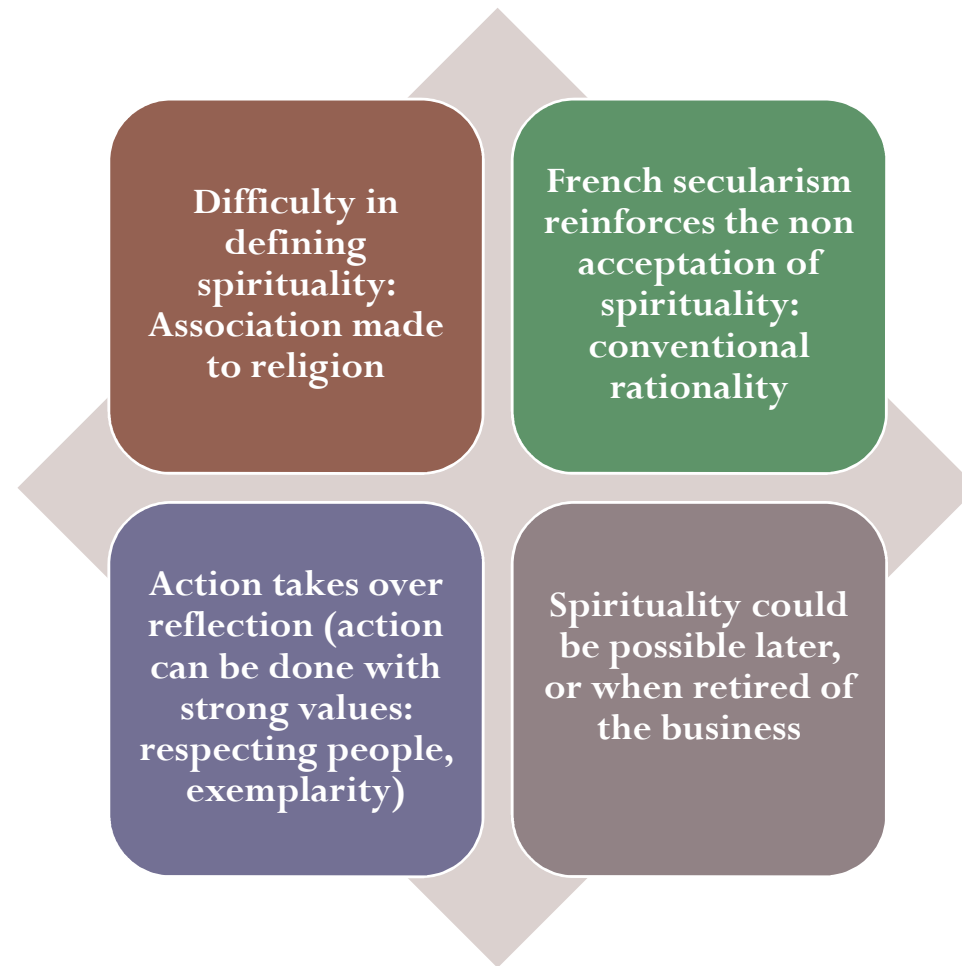 Difficulty in
defining
spirituality:
Association made
to religion
French secularism
reinforces the non
acceptation of
spirituality:
conventional
rationality
Action takes over
reflection (action
can be done with
strong values:
respecting people,
exemplarity)
Spirituality could
be possible later,
or when retired of
the business